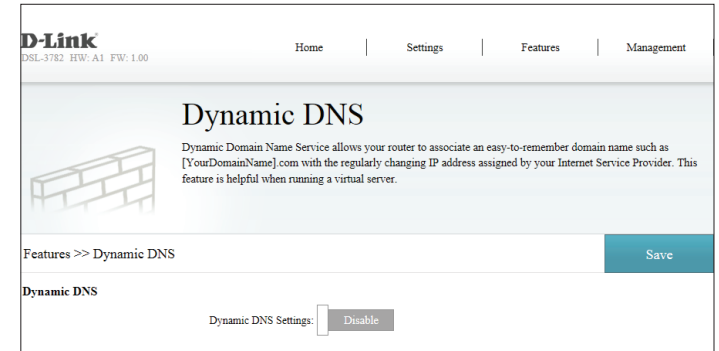 D-Link
DSL-3782 HW: A1 FW: 1.00
Home
Settings
Features
Management
Dynamic DNS
Dynamic Domain Name Service allows your router to associate an easy-to-remember domain name such as
[YourDomainName].com with the regularly changing IP address assigned by your Internet Service Provider. This
feature is helpful when running a virtual server.
Features >> Dynamic DNS
Save
Dynamic DNS
Dynamic DNS Settings:
Disable